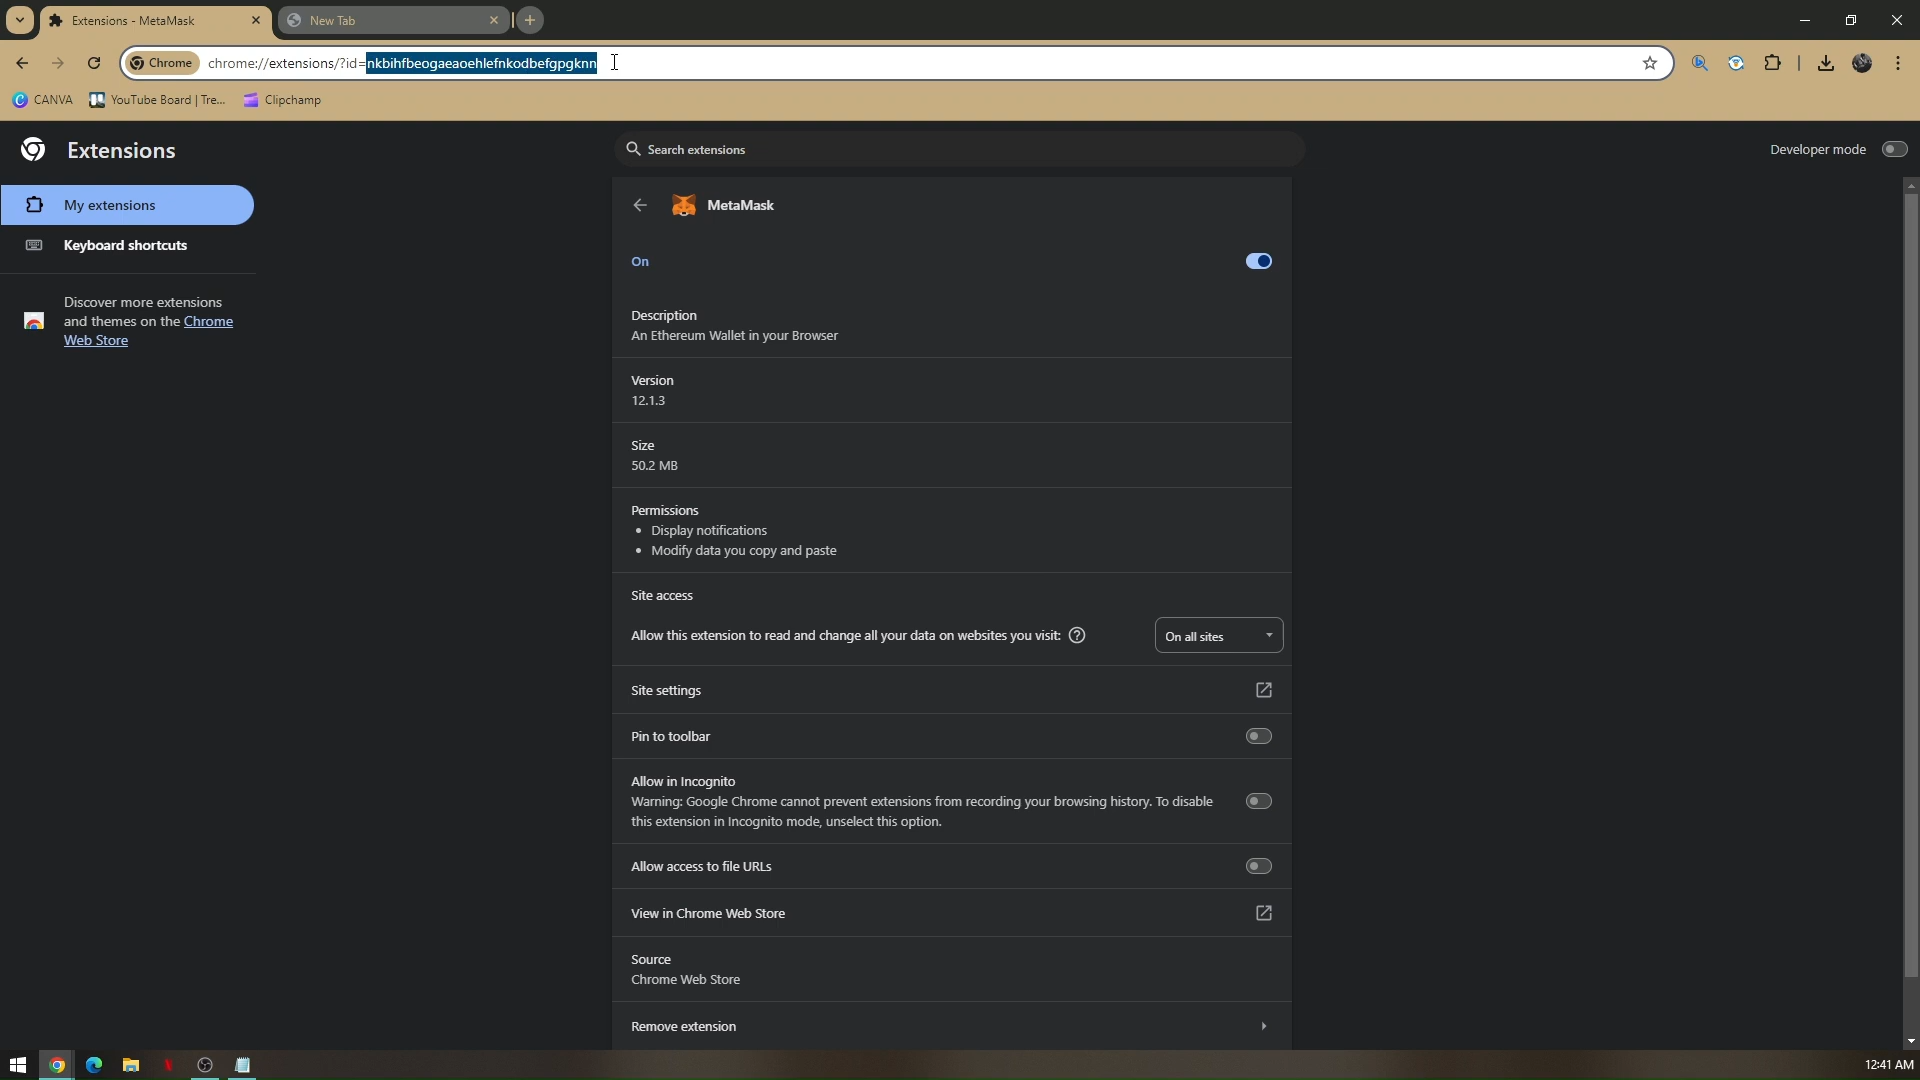 Extensions - MetaMask
New Tab
Chrome
chrome://extensions/?id=nkbihfbeogaeaoehlefnkodbefgpgknn
CANVA
YouTube Board | Tre...
Clipchamp
Extensions
Search extensions
Developer mode
My extensions
Keyboard shortcuts
Discover more extensions
and themes on the Chrome
Web Store
MetaMask
On
Description
An Ethereum Wallet in your Browser
Version
12.1.3
Size
50.2 MB
Permissions
• Display notifications
• Modify data you copy and paste
Site access
Allow this extension to read and change all your data on websites you visit:
On all sites
Site settings
Pin to toolbar
Allow in Incognito
Warning: Google Chrome cannot prevent extensions from recording your browsing history. To disable
this extension in Incognito mode, unselect this option.
Allow access to file URLs
View in Chrome Web Store
Source
Chrome Web Store
Remove extension
12:41 AM